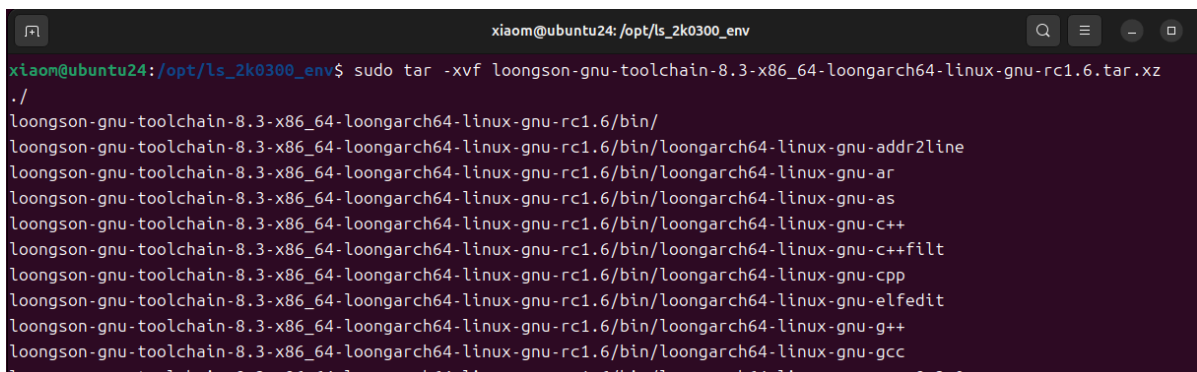 xiaom@ubuntu24: /opt/ls_2k0300_env
xiaom@ubuntu24:/opt/ls_2k0300_env$ sudo tar -xvf loongson-gnu-toolchain-8.3-x86_64-loongarch64-linux-gnu-rc1.6.tar.xz
./
loongson-gnu-toolchain-8.3-x86_64-loongarch64-linux-gnu-rc1.6/bin/
loongson-gnu-toolchain-8.3-x86_64-loongarch64-linux-gnu-rc1.6/bin/loongarch64-linux-gnu-addr2line
loongson-gnu-toolchain-8.3-x86_64-loongarch64-linux-gnu-rc1.6/bin/loongarch64-linux-gnu-ar
loongson-gnu-toolchain-8.3-x86_64-loongarch64-linux-gnu-rc1.6/bin/loongarch64-linux-gnu-as
loongson-gnu-toolchain-8.3-x86_64-loongarch64-linux-gnu-rc1.6/bin/loongarch64-linux-gnu-c++
loongson-gnu-toolchain-8.3-x86_64-loongarch64-linux-gnu-rc1.6/bin/loongarch64-linux-gnu-c++filt
loongson-gnu-toolchain-8.3-x86_64-loongarch64-linux-gnu-rc1.6/bin/loongarch64-linux-gnu-cpp
loongson-gnu-toolchain-8.3-x86_64-loongarch64-linux-gnu-rc1.6/bin/loongarch64-linux-gnu-elfedit
loongson-gnu-toolchain-8.3-x86_64-loongarch64-linux-gnu-rc1.6/bin/loongarch64-linux-gnu-g++
loongson-gnu-toolchain-8.3-x86_64-loongarch64-linux-gnu-rc1.6/bin/loongarch64-linux-gnu-gcc